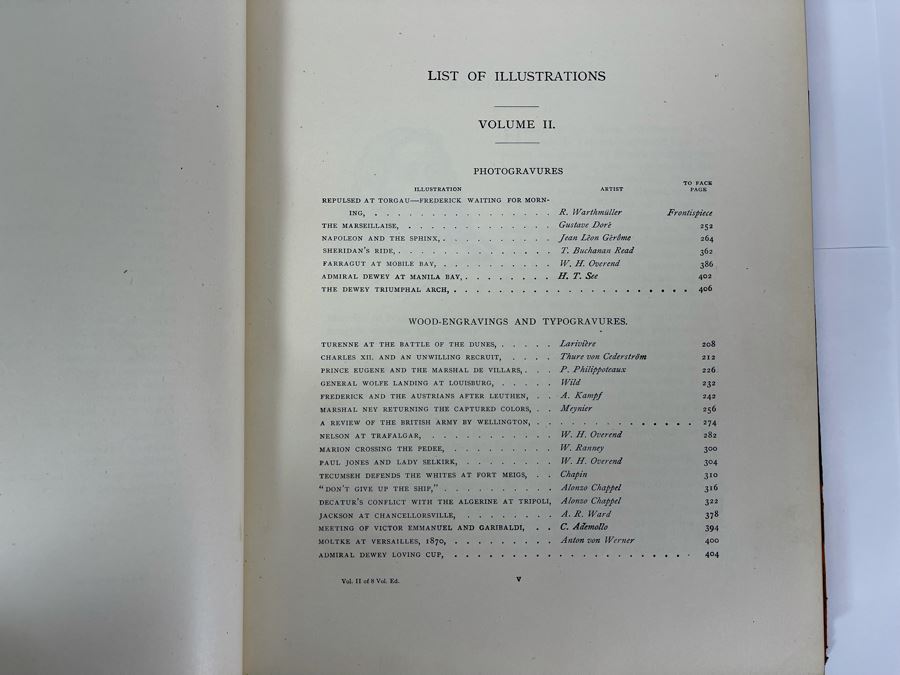 LIST OF ILLUSTRATIONS
VOLUME II.
PHOTOGRAVURES
ILLUSTRATION ARTIST TO FACE PAGE
REPULSED AT TORGAU—FREDERICK WAITING FOR MORN-
ING, . . . . . . . . . . . . . . . . R. Warthmüller Frontispiece
THE MARSEILLAISE, . . . . . . . . . . . . . Gustave Doré 252
NAPOLEON AND THE SPHINX, . . . . . . . . . Jean Léon Gérôme 264
SHERIDAN'S RIDE, . . . . . . . . . . . . . T. Buchanan Read 362
FARRAGUT AT MOBILE BAY, . . . . . . . . . . W. H. Overend 386
ADMIRAL DEWEY AT MANILA BAY, . . . . . . . . H. T. See 402
THE DEWEY TRIUMPHAL ARCH, . . . . . . . . . . . . . . . . . . . . . 406
WOOD-ENGRAVINGS AND TYPOGRAVURES.
TURENNE AT THE BATTLE OF THE DUNES, . . . . . Larivière 208
CHARLES XII. AND AN UNWILLING RECRUIT, . . . . Thure von Cederström 212
PRINCE EUGENE AND THE MARSHAL DE VILLARS, . . . P. Philippoteaux 226
GENERAL WOLFE LANDING AT LOUISBURG, . . . . . Wild 232
FREDERICK AND THE AUSTRIANS AFTER LEUTHEN, . . A. Kampf 242
MARSHAL NEY RETURNING THE CAPTURED COLORS, . . Meynier 256
A REVIEW OF THE BRITISH ARMY BY WELLINGTON, . . . . . . . . . . . . . 274
NELSON AT TRAFALGAR, . . . . . . . . . . . W. H. Overend 282
MARION CROSSING THE PEDEE, . . . . . . . . . W. Ranney 300
PAUL JONES AND LADY SELKIRK, . . . . . . . . W. H. Overend 304
TECUMSEH DEFENDS THE WHITES AT FORT MEIGS, . . Chapin 310
"DON'T GIVE UP THE SHIP," . . . . . . . . . . Alonzo Chappel 316
DECATUR'S CONFLICT WITH THE ALGERINE AT TRIPOLI, Alonzo Chappel 322
JACKSON AT CHANCELLORSVILLE, . . . . . . . . A. R. Ward 378
MEETING OF VICTOR EMMANUEL AND GARIBALDI, . . C. Ademollo 394
MOLTKE AT VERSAILLES, 1870, . . . . . . . . . Anton von Werner 400
ADMIRAL DEWEY LOVING CUP, . . . . . . . . . . . . . . . . . . . . . 404
Vol. II of 8 Vol. Ed. V